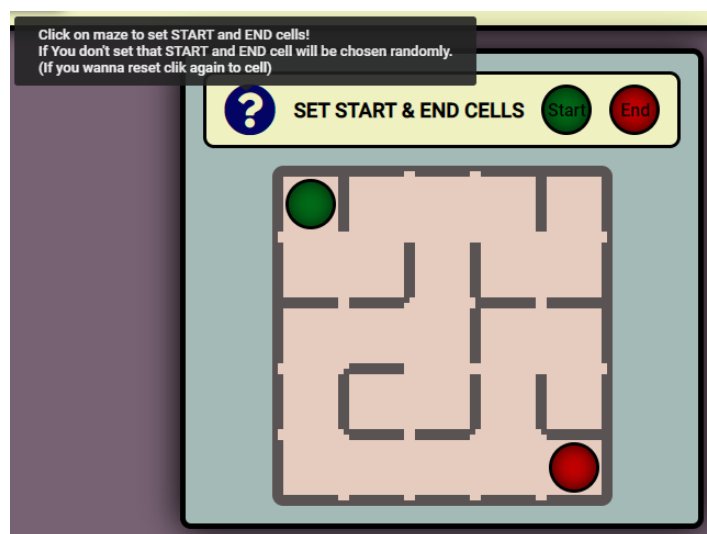 Click on maze to set START and END cells!
If You don't set that START and END cell will be chosen randomly.
(If you wanna reset clik again to cell)
?
SET START & END CELLS
Start
End